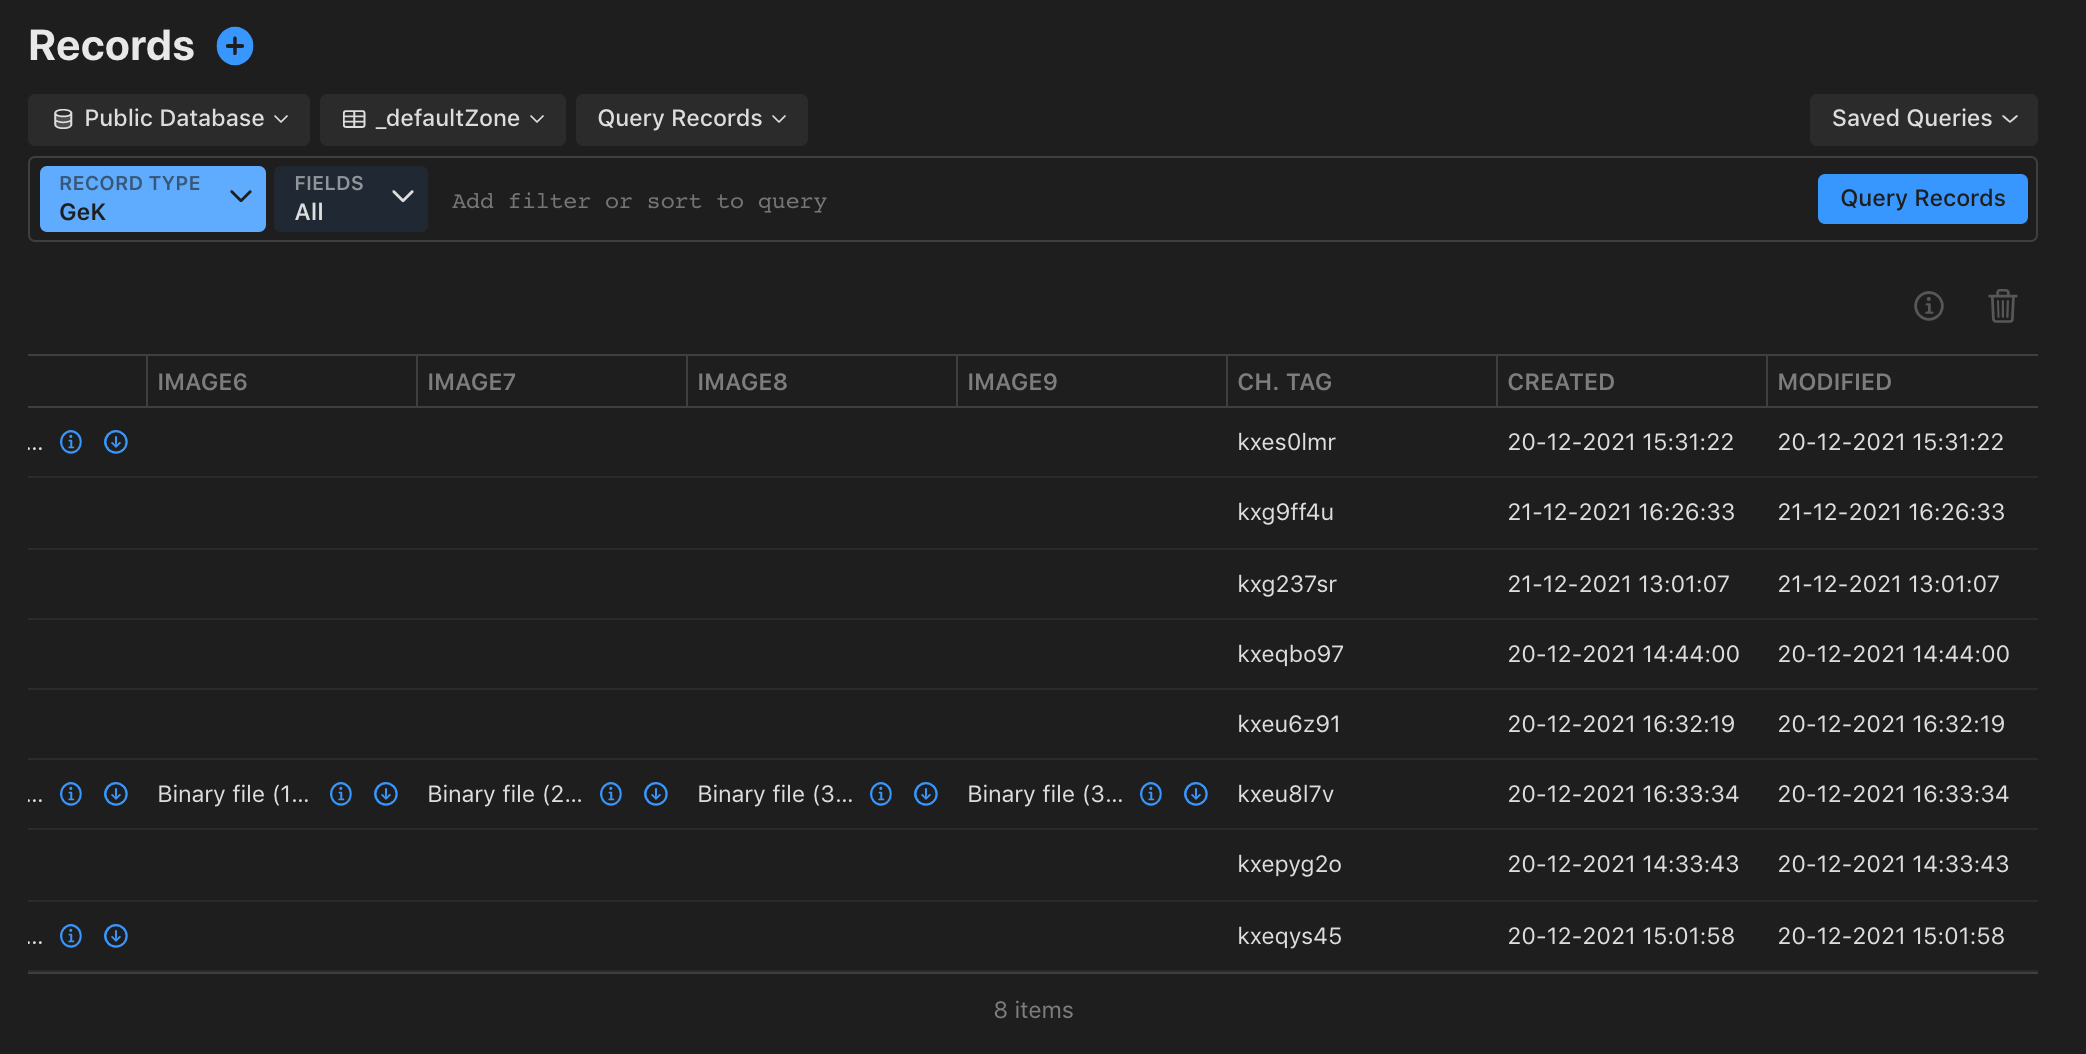 Records
Public Database _defaultZone Query Records Saved Queries
RECORD TYPE FIELDS
GeK All Add filter or sort to query Query Records
IMAGE6 IMAGE7 IMAGE8 IMAGE9 CH. TAG CREATED MODIFIED
... kxes0lmr 20-12-2021 15:31:22 20-12-2021 15:31:22
kxg9ff4u 21-12-2021 16:26:33 21-12-2021 16:26:33
kxg237sr 21-12-2021 13:01:07 21-12-2021 13:01:07
kxeqbo97 20-12-2021 14:44:00 20-12-2021 14:44:00
kxeu6z91 20-12-2021 16:32:19 20-12-2021 16:32:19
... Binary file (1... Binary file (2... Binary file (3... Binary file (3... kxeu8l7v 20-12-2021 16:33:34 20-12-2021 16:33:34
kxepyg2o 20-12-2021 14:33:43 20-12-2021 14:33:43
... kxeqys45 20-12-2021 15:01:58 20-12-2021 15:01:58
8 items